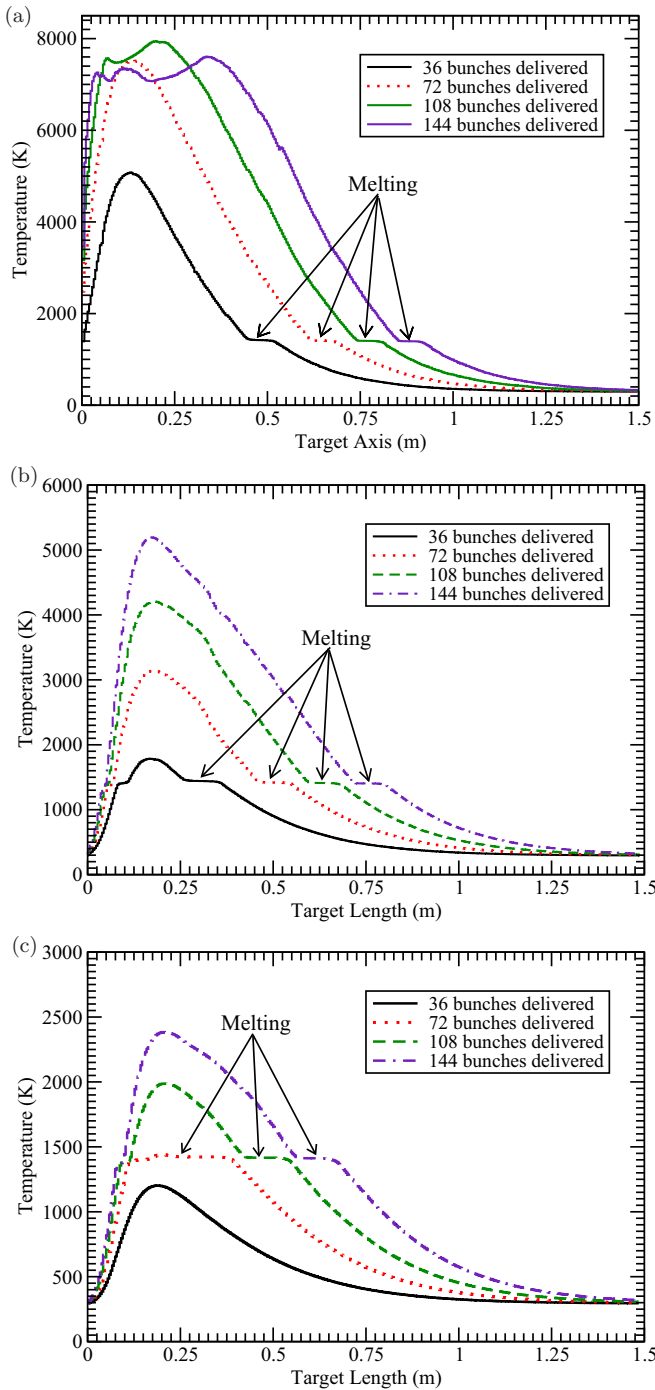 (a)
8000
6000
4000
2000
0
Temperature (K)
36 bunches delivered
72 bunches delivered
108 bunches delivered
144 bunches delivered
Melting
0 0.25 0.5 0.75 1 1.25 1.5
Target Axis (m)
(b)
6000
5000
4000
3000
2000
1000
0
Temperature (K)
36 bunches delivered
72 bunches delivered
108 bunches delivered
144 bunches delivered
Melting
0 0.25 0.5 0.75 1 1.25 1.5
Target Length (m)
(c)
3000
2500
2000
1500
1000
500
0
Temperature (K)
36 bunches delivered
72 bunches delivered
108 bunches delivered
144 bunches delivered
Melting
0 0.25 0.5 0.75 1 1.25 1.5
Target Length (m)